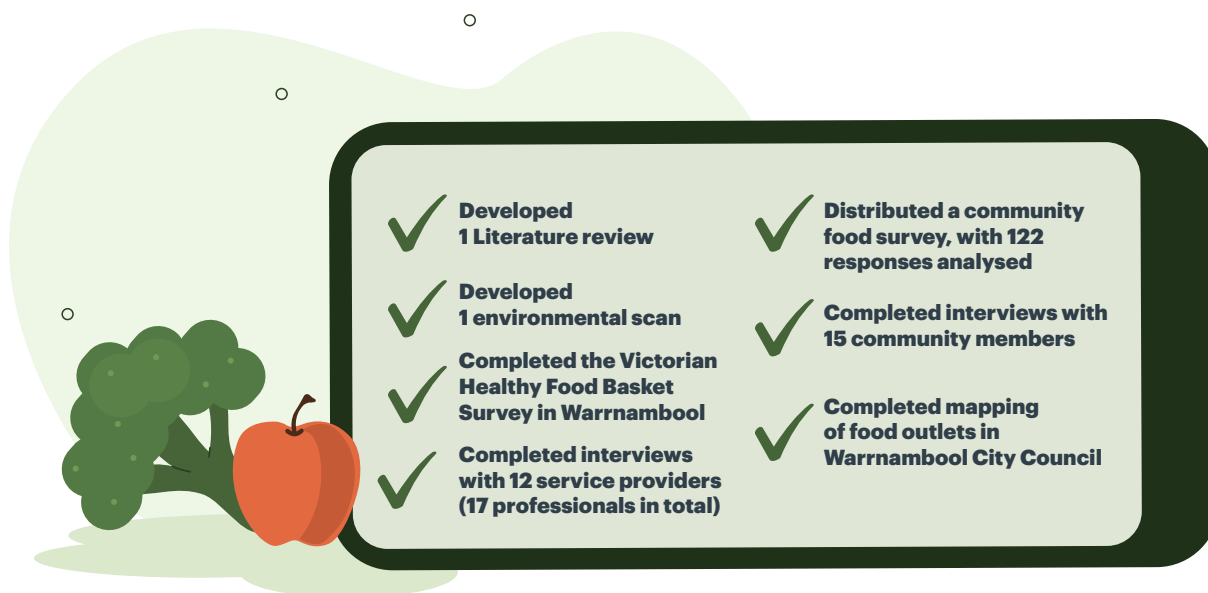 Developed
1 Literature review
Developed
1 environmental scan
Completed the Victorian
Healthy Food Basket
Survey in Warrnambool
Completed interviews
with 12 service providers
(17 professionals in total)
Distributed a community
food survey, with 122
responses analysed
Completed interviews with
15 community members
Completed mapping
of food outlets in
Warrnambool City Council